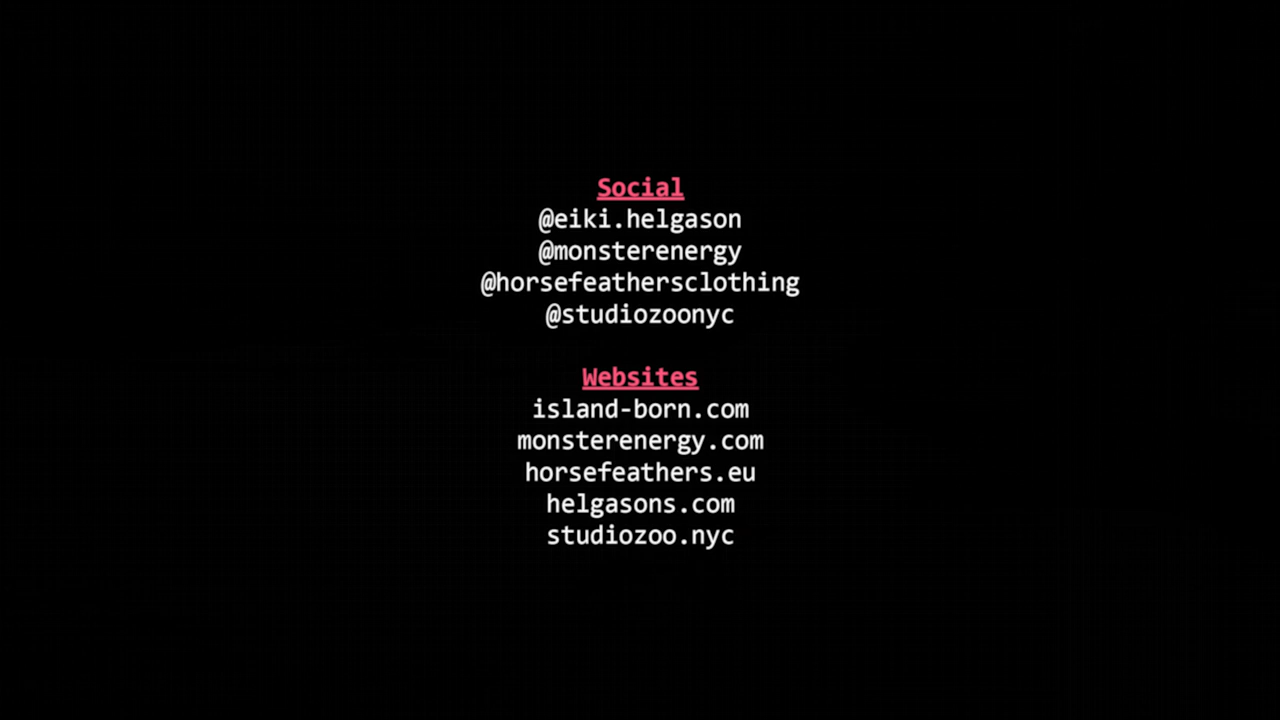 Social
@eiki.helgason
@monsterenergy
@horsefeathersclothing
@studiozoonyc
Websites
island-born.com
monsterenergy.com
horsefeathers.eu
helgasons.com
studiozoo.nyc